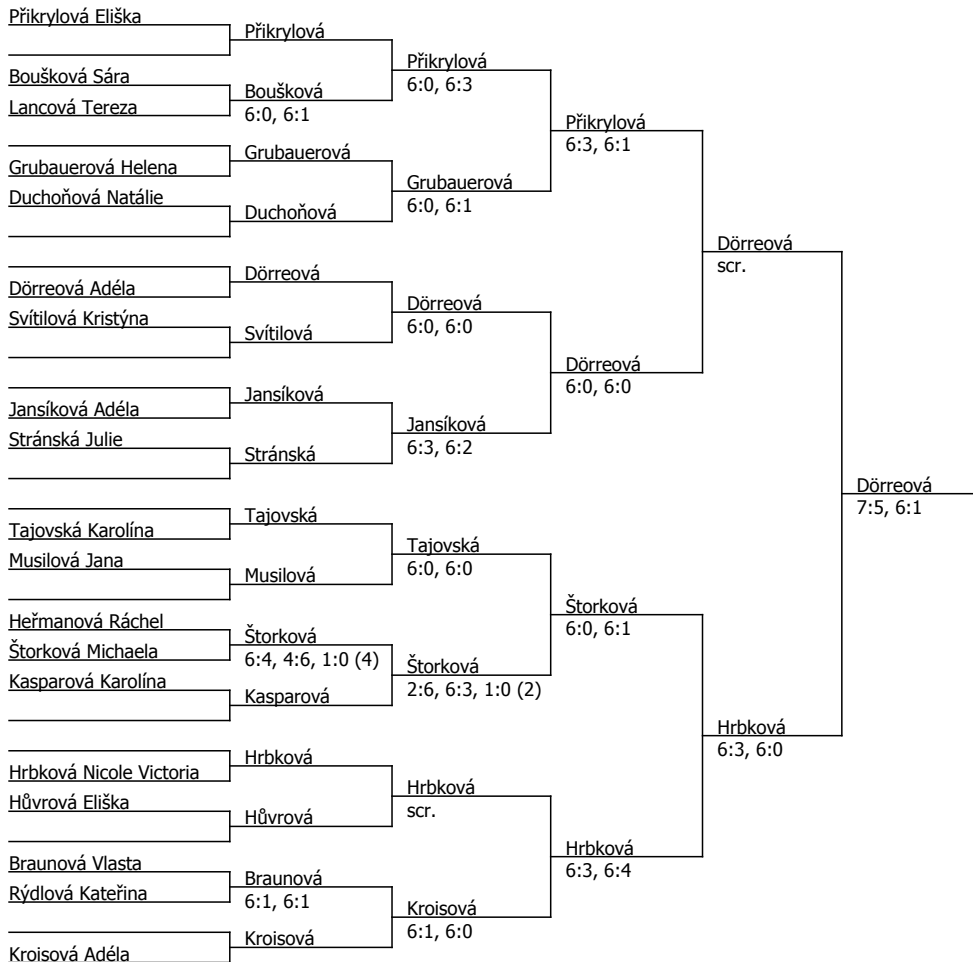 Přikrylová Eliška
Přikrylová
Přikrylová
6:0, 6:3
Boušková Sára
Boušková
6:0, 6:1
Lancová Tereza
Přikrylová
6:3, 6:1
Grubauerová
Grubauerová Helena
Grubauerová
6:0, 6:1
Duchoňová Natálie
Duchoňová
Dörreová
scr.
Dörreová
Dörreová Adéla
Dörreová
6:0, 6:0
Svítilová Kristýna
Svítilová
Dörreová
6:0, 6:0
Jansíková
Jansíková Adéla
Jansíková
6:3, 6:2
Stránská Julie
Stránská
Dörreová
7:5, 6:1
Tajovská
Tajovská Karolína
Tajovská
6:0, 6:0
Musilová Jana
Musilová
Štorková
6:0, 6:1
Heřmanová Ráchel
Štorková
6:4, 4:6, 1:0 (4)
Štorková Michaela
Štorková
2:6, 6:3, 1:0 (2)
Kasparová Karolína
Kasparová
Hrbková
6:3, 6:0
Hrbková
Hrbková Nicole Victoria
Hrbková
scr.
Hůvrová Eliška
Hůvrová
Hrbková
6:3, 6:4
Braunová Vlasta
Braunová
6:1, 6:1
Rýdlová Kateřina
Kroisová
6:1, 6:0
Kroisová
Kroisová Adéla